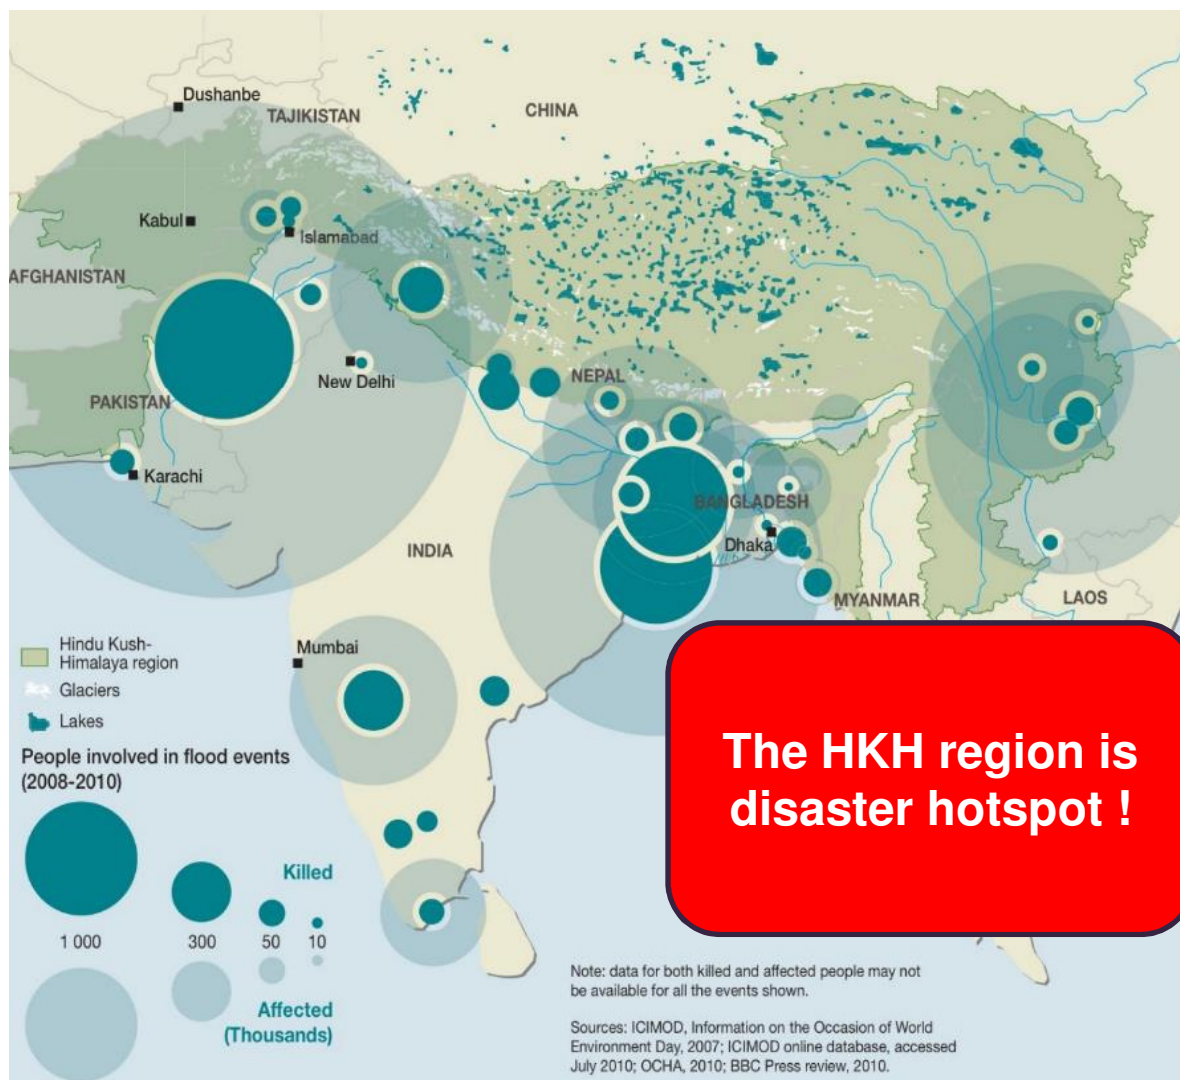 Dushanbe
TAJIKISTAN
CHINA
Kabul
Islamabad
AFGHANISTAN
New Delhi
NEPAL
PAKISTAN
Karachi
BANGLADESH
INDIA
Dhaka
MYANMAR
LAOS
Mumbai
Hindu Kush-
Himalaya region
Glaciers
Lakes
People involved in flood events
(2008-2010)
Killed
1 000 300 50 10
Affected
(Thousands)
The HKH region is
disaster hotspot !
Note: data for both killed and affected people may not
be available for all the events shown.
Sources: ICIMOD, Information on the Occasion of World
Environment Day, 2007; ICIMOD online database, accessed
July 2010; OCHA, 2010; BBC Press review, 2010.